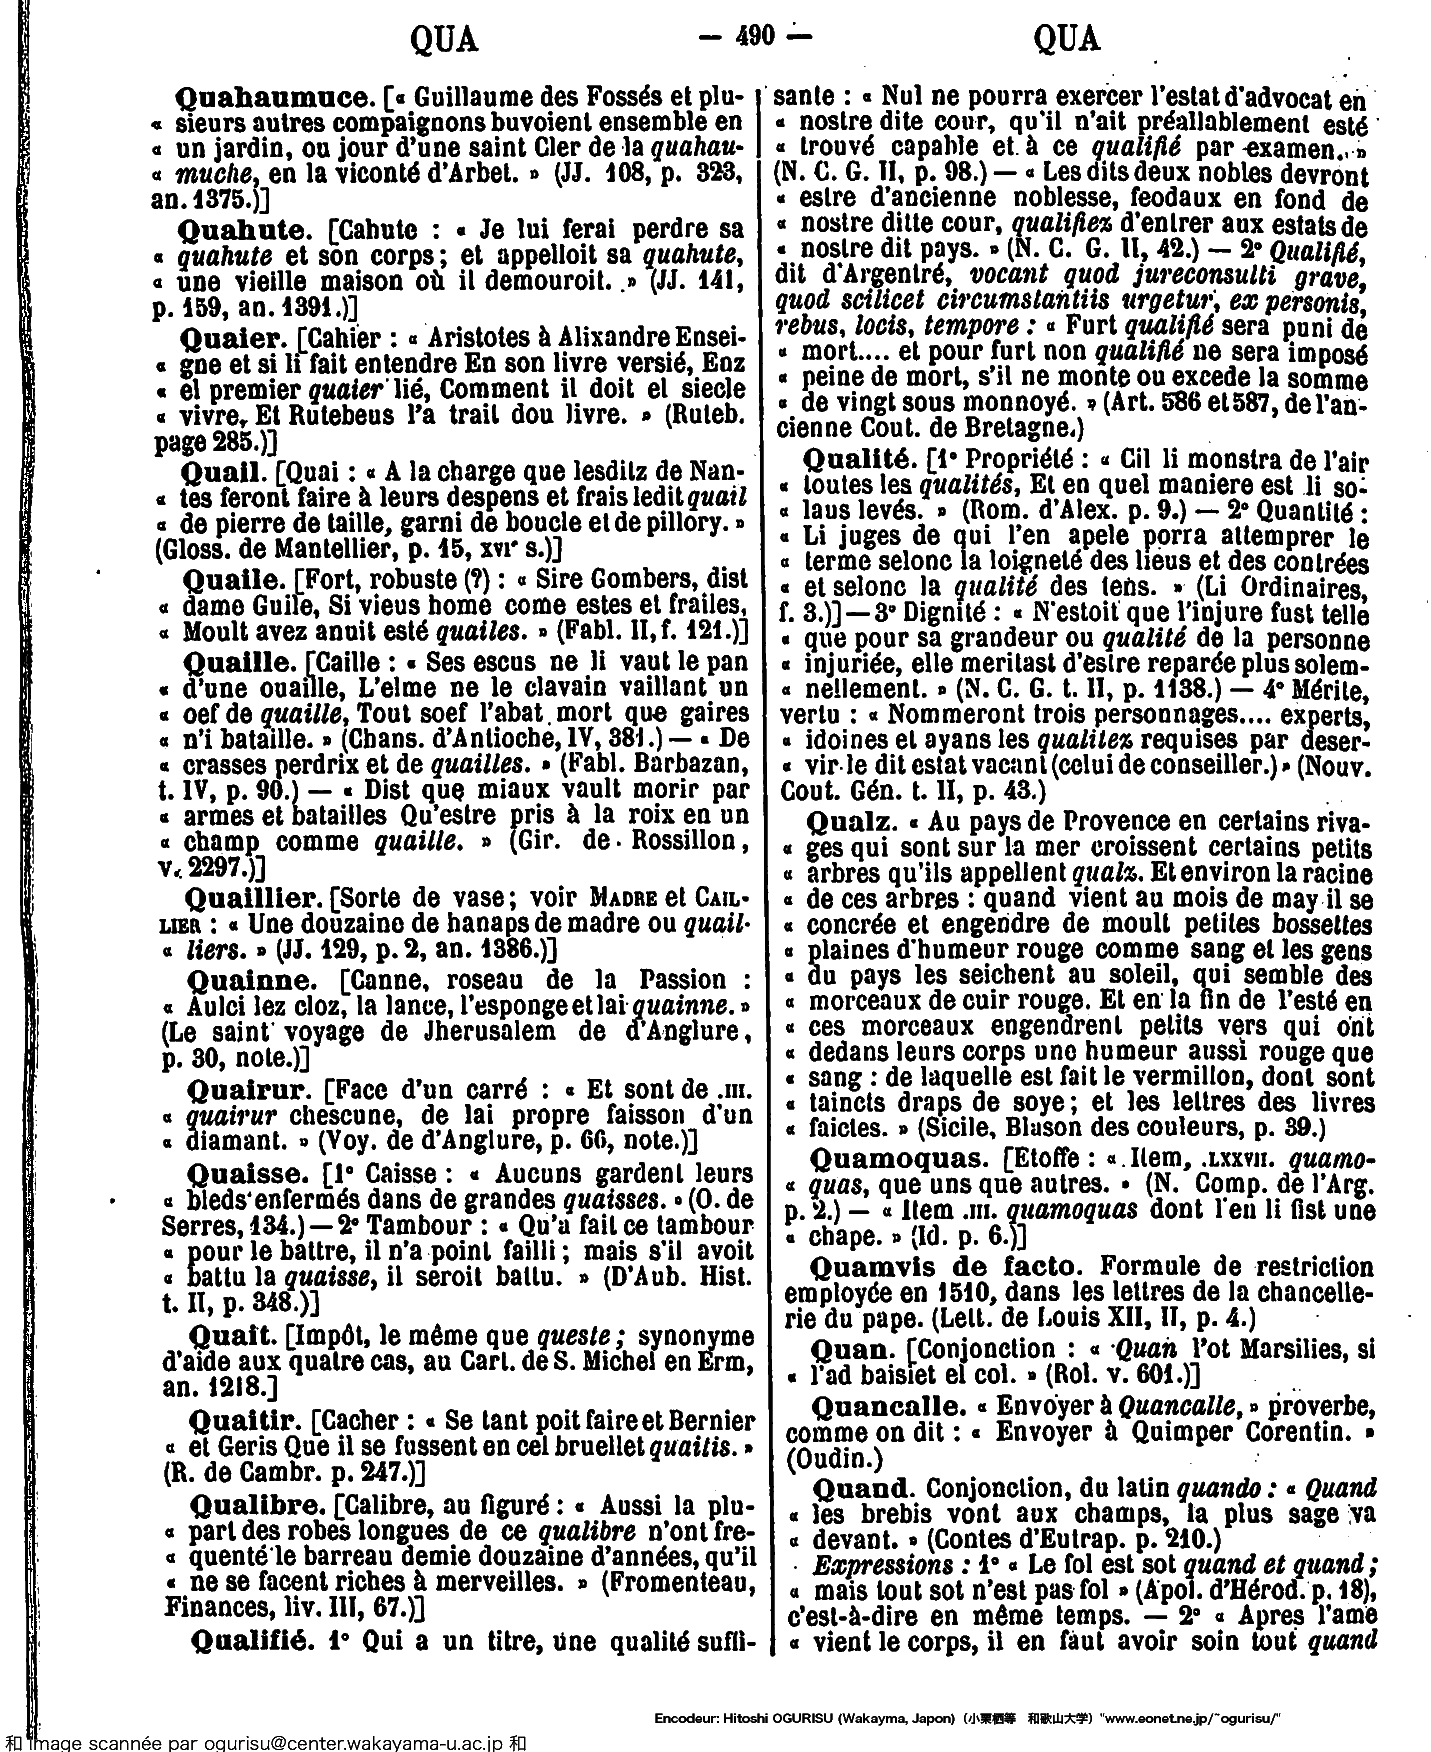 QUA — 490 — QUA
Quahaumuce. [« Guillaume des Fossés et plu-
« sieurs autres compaignons buvoient ensemble en
« un jardin, ou jour d'une saint Cler de la quahau-
« muche, en la viconté d'Arbet. » (JJ. 108, p. 323,
an. 1375.)]
Quahute. [Cahute : « Je lui ferai perdre sa
« quahute et son corps ; et appelloit sa quahute,
« une vieille maison où il demouroit. » (JJ. 141,
p. 159, an. 1391.)]
Quaier. [Cahier : « Aristotes à Alixandre Ensei-
« gne et si li fait entendre En son livre versié, Enz
« el premier quaier lié, Comment il doit el siecle
« vivre, Et Rutebeus l'a trait dou livre. » (Ruteb.
page 285.)]
Quail. [Quai : « A la charge que lesditz de Nan-
« tes feront faire à leurs despens et frais ledit quail
« de pierre de taille, garni de boucle et de pillory. »
(Gloss. de Mantellier, p. 15, XVIe s.)]
Quaile. [Fort, robuste (?) : « Sire Gombers, dist
« dame Guile, Si vieus home come estes et frailes,
« Moult avez anuit esté quailes. » (Fabl. II, f. 121.)]
Quaille. [Caille : « Ses escus ne li vaut le pan
« d'une ouaille, L'elme ne le clavain vaillant un
« oef de quaille, Tout soef l'abat mort que gaires
« n'i bataille. » (Chans. d'Antioche, IV, 381.) — « De
« crasses perdrix et de quailles. » (Fabl. Barbazan,
t. IV, p. 90.) — « Dist que miaux vault morir par
« armes et batailles Qu'estre pris à la roix en un
« champ comme quaille. » (Gir. de Rossillon,
v. 2297.)]
Quaillier. [Sorte de vase ; voir MADRE et CAIL-
LIER : « Une douzaine de hanaps de madre ou quail-
« liers. » (JJ. 129, p. 2, an. 1386.)]
Quainne. [Canne, roseau de la Passion :
« Aulci lez cloz, la lance, l'esponge et lai quainne. »
(Le saint voyage de Jherusalem de d'Anglure,
p. 30, note.)]
Quairur. [Face d'un carré : « Et sont de .III.
« quairur chescune, de lai propre faisson d'un
« diamant. » (Voy. de d'Anglure, p. 66, note.)]
Quaisse. [1° Caisse : « Aucuns gardent leurs
« bleds enfermés dans de grandes quaisses. » (O. de
Serres, 134.) — 2° Tambour : « Qu'a fait ce tambour
« pour le battre, il n'a point failli ; mais s'il avoit
« battu la quaisse, il seroit battu. » (D'Aub. Hist.
t. II, p. 348.)]
Quait. [Impôt, le même que queste ; synonyme
d'aide aux quatre cas, au Cart. de S. Michel en Erm,
an. 1218.]
Quaitir. [Cacher : « Se tant poit faire et Bernier
« et Geris Que il se fussent en cel bruellet quaitis. »
(R. de Cambr. p. 247.)]
Qualibre. [Calibre, au figuré : « Aussi la plu-
« part des robes longues de ce qualibre n'ont fre-
« quenté le barreau demie douzaine d'années, qu'il
« ne se facent riches à merveilles. » (Fromenteau,
Finances, liv. III, 67.)]
Qualifié. 1° Qui a un titre, une qualité suffi-
sante : « Nul ne pourra exercer l'estat d'advocat en
« nostre dite cour, qu'il n'ait préallablement esté
« trouvé capable et à ce qualifié par examen. »
(N. C. G. II, p. 98.) — « Les dits deux nobles devront
« estre d'ancienne noblesse, feodaux en fond de
« nostre ditte cour, qualifiez d'entrer aux estats de
« nostre dit pays. » (N. C. G. II, 42.) — 2° Qualifié,
dit d'Argentré, vocant quod jureconsulti grave,
quod scilicet circumstantiis urgetur, ex personis,
rebus, locis, tempore : « Furt qualifié sera puni de
« mort.... et pour furt non qualifié ne sera imposé
« peine de mort, s'il ne monte ou excede la somme
« de vingt sous monnoyé. » (Art. 586 et 587, de l'an-
cienne Cout. de Bretagne.)
Qualité. [1° Propriété : « Cil li monstra de l'air
« toutes les qualités, Et en quel maniere est li so-
« laus levés. » (Rom. d'Alex. p. 9.) — 2° Quantité :
« Li juges de qui l'en apele porra attemprer le
« terme selonc la loigneté des lieus et des contrées
« et selonc la qualité des tens. » (Li Ordinaires,
f. 3.)] — 3° Dignité : « N'estoit que l'injure fust telle
« que pour sa grandeur ou qualité de la personne
« injuriée, elle meritast d'estre reparée plus solem-
« nellement. » (N. C. G. t. II, p. 1138.) — 4° Mérite,
vertu : « Nommeront trois personnages.... experts,
« idoines et ayans les qualitez requises par deser-
« vir le dit estat vacant (celui de conseiller.) » (Nouv.
Cout. Gén. t. II, p. 43.)
Qualz. « Au pays de Provence en certains riva-
« ges qui sont sur la mer croissent certains petits
« arbres qu'ils appellent qualz. Et environ la racine
« de ces arbres : quand vient au mois de may il se
« concrée et engendre de moult petites bossettes
« plaines d'humeur rouge comme sang et les gens
« du pays les seichent au soleil, qui semble des
« morceaux de cuir rouge. Et en la fin de l'esté en
« ces morceaux engendrent petits vers qui ont
« dedans leurs corps une humeur aussi rouge que
« sang : de laquelle est fait le vermillon, dont sont
« taincts draps de soye ; et les lettres des livres
« faictes. » (Sicile, Blason des couleurs, p. 39.)
Quamoquas. [Etoffe : « Item, .LXXVII. quamo-
« quas, que uns que autres. » (N. Comp. de l'Arg.
p. 2.) — « Item .III. quamoquas dont l'en li fist une
« chape. » (Id. p. 6.)]
Quamvis de facto. Formule de restriction
employée en 1510, dans les lettres de la chancelle-
rie du pape. (Lett. de Louis XII, II, p. 4.)
Quan. [Conjonction : « Quan l'ot Marsilies, si
« l'ad baisiet el col. » (Rol. v. 601.)]
Quancalle. « Envoyer à Quancalle, » proverbe,
comme on dit : « Envoyer à Quimper Corentin. »
(Oudin.)
Quand. Conjonction, du latin quando : « Quand
« les brebis vont aux champs, la plus sage va
« devant. » (Contes d'Eutrap. p. 210.)
Expressions : 1° « Le fol est sot quand et quand ;
« mais tout sot n'est pas fol » (Apol. d'Hérod. p. 18),
c'est-à-dire en même temps. — 2° « Apres l'ame
« vient le corps, il en faut avoir soin tout quand
Encodeur: Hitoshi OGURISU (Wakayma, Japon) (小栗栖等 和歌山大学) "www.eonet.ne.jp/~ogurisu/"
和 Image scannée par ogurisu@center.wakayama-u.ac.jp 和